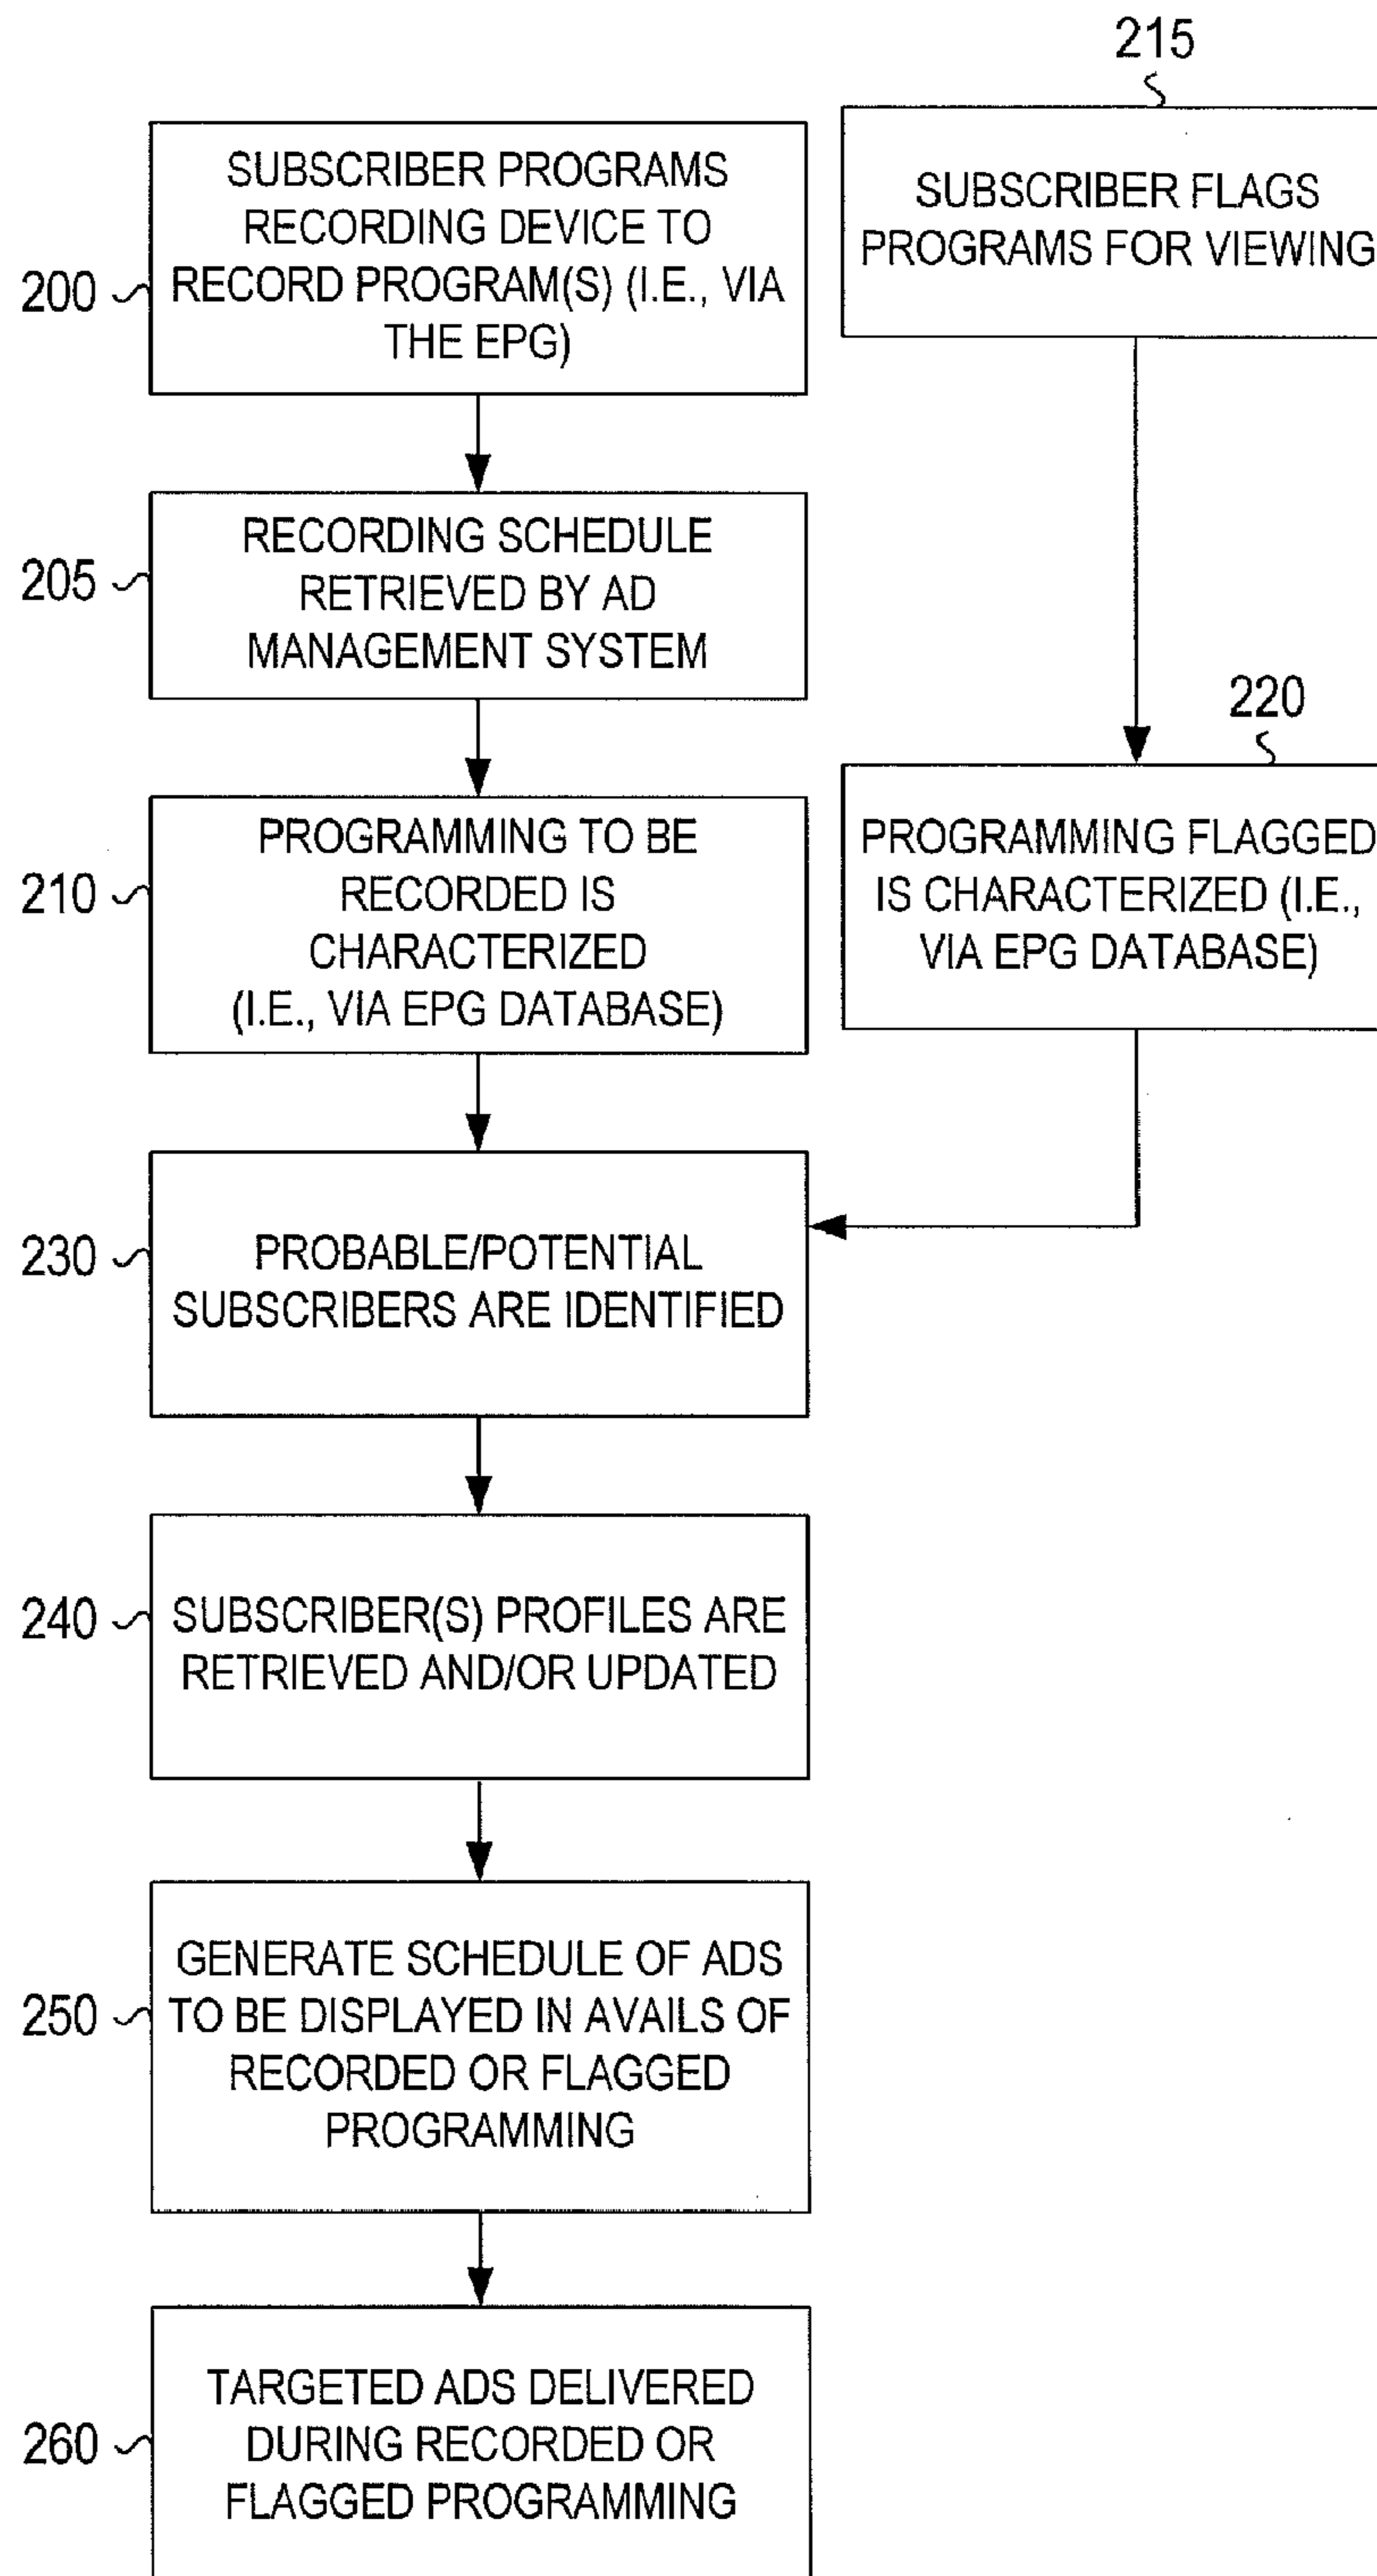 215
SUBSCRIBER PROGRAMS
RECORDING DEVICE TO
RECORD PROGRAM(S) (I.E., VIA
THE EPG)
200
SUBSCRIBER FLAGS
PROGRAMS FOR VIEWING
RECORDING SCHEDULE
RETRIEVED BY AD
MANAGEMENT SYSTEM
205
220
PROGRAMMING TO BE
RECORDED IS
CHARACTERIZED
(I.E., VIA EPG DATABASE)
210
PROGRAMMING FLAGGED
IS CHARACTERIZED (I.E.,
VIA EPG DATABASE)
230
PROBABLE/POTENTIAL
SUBSCRIBERS ARE IDENTIFIED
240
SUBSCRIBER(S) PROFILES ARE
RETRIEVED AND/OR UPDATED
250
GENERATE SCHEDULE OF ADS
TO BE DISPLAYED IN AVAILS OF
RECORDED OR FLAGGED
PROGRAMMING
260
TARGETED ADS DELIVERED
DURING RECORDED OR
FLAGGED PROGRAMMING